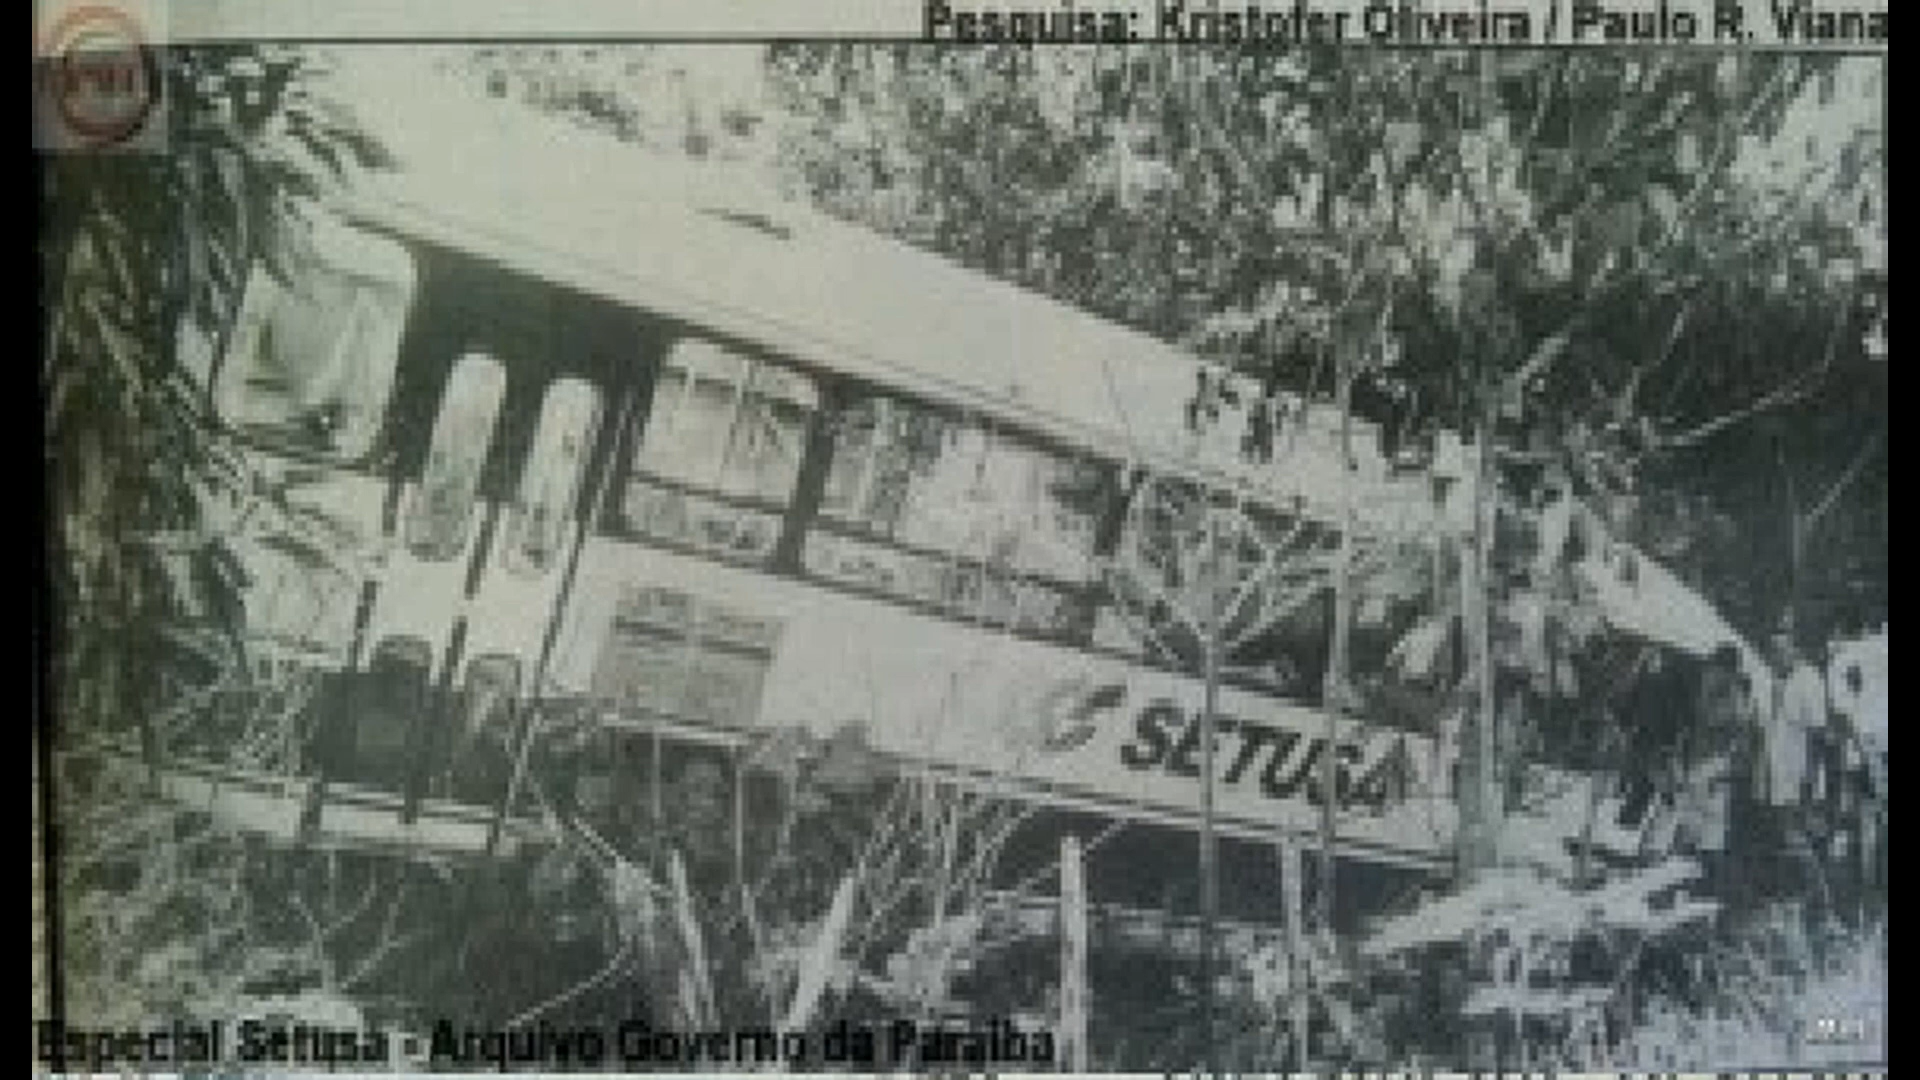 Pesquisa: Kristofer Oliveira / Paulo R. Viana
SETUSA
Especial Setusa - Arquivo Governo da Paraíba